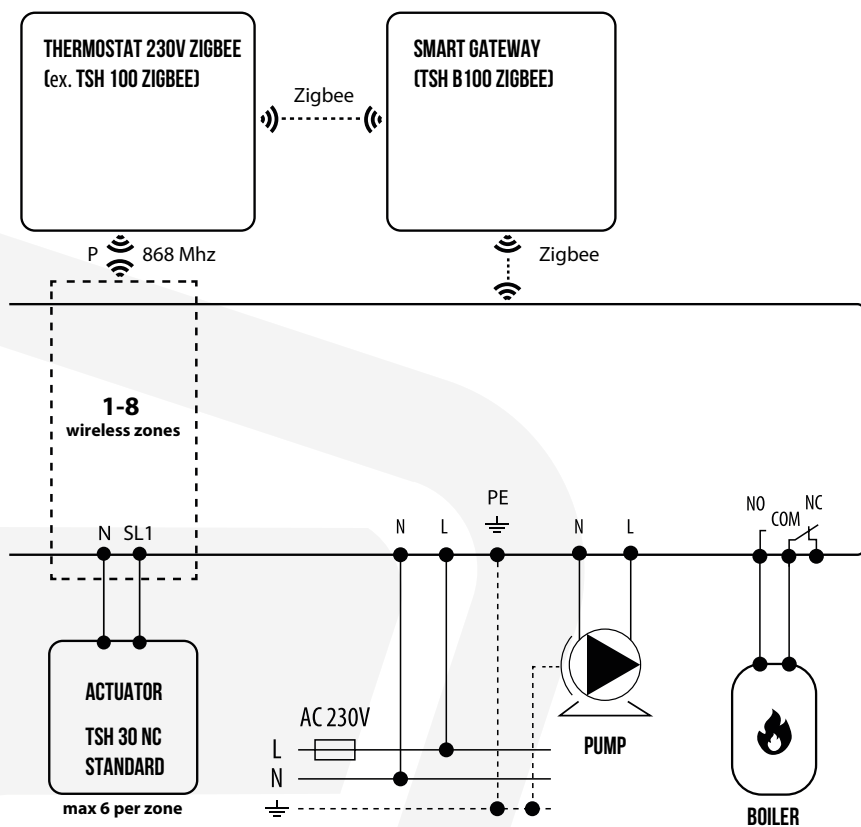 THERMOSTAT 230V ZIGBEE
(ex. TSH 100 ZIGBEE)
SMART GATEWAY
(TSH B100 ZIGBEE)
Zigbee
P
868 Mhz
Zigbee
1-8
wireless zones
N
SL1
N
L
PE
N
L
NO
COM
NC
ACTUATOR
TSH 30 NC
STANDARD
max 6 per zone
AC 230V
L
N
PUMP
BOILER